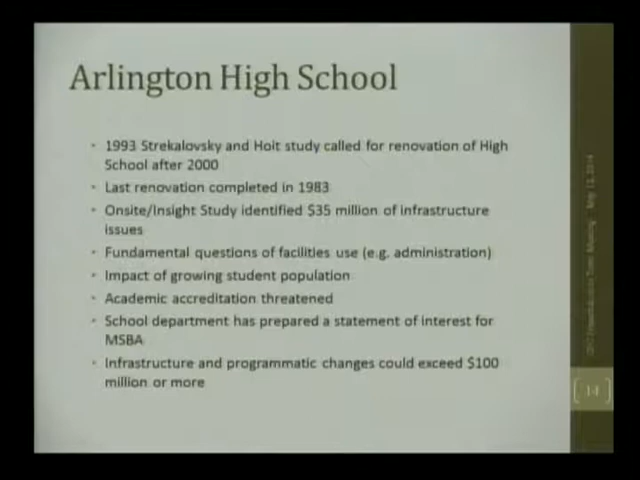 Arlington High School
• 1993 Strekalovsky and Hoit study called for renovation of High
School after 2000
• Last renovation completed in 1983
• Onsite/Insight Study identified $35 million of infrastructure
issues
• Fundamental questions of facilities use (e.g. administration)
• Impact of growing student population
• Academic accreditation threatened
• School department has prepared a statement of interest for
MSBA
• Infrastructure and programmatic changes could exceed $100
million or more
Town Meeting
14